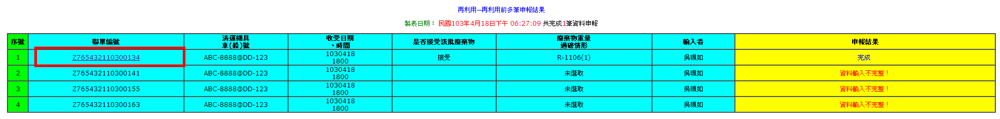 再利用—再利用前多筆申報結果
製表日期： 民國103年4月18日下午 06:27:09 共完成1筆資料申報
序號 聯單編號 清運機具車(船)號 收受日期、時間 是否接受該批廢棄物 廢棄物重量過磅情形 輸入者 申報結果
1 Z765432110300134 ABC-8888@DD-123 1030418 1800 接受 R-1106(1) 吳珮如 完成
2 Z765432110300141 ABC-8888@DD-123 1030418 1800 未選取 吳珮如 資料輸入不完整！
3 Z765432110300155 ABC-8888@DD-123 1030418 1800 未選取 吳珮如 資料輸入不完整！
4 Z765432110300163 ABC-8888@DD-123 1030418 1800 未選取 吳珮如 資料輸入不完整！